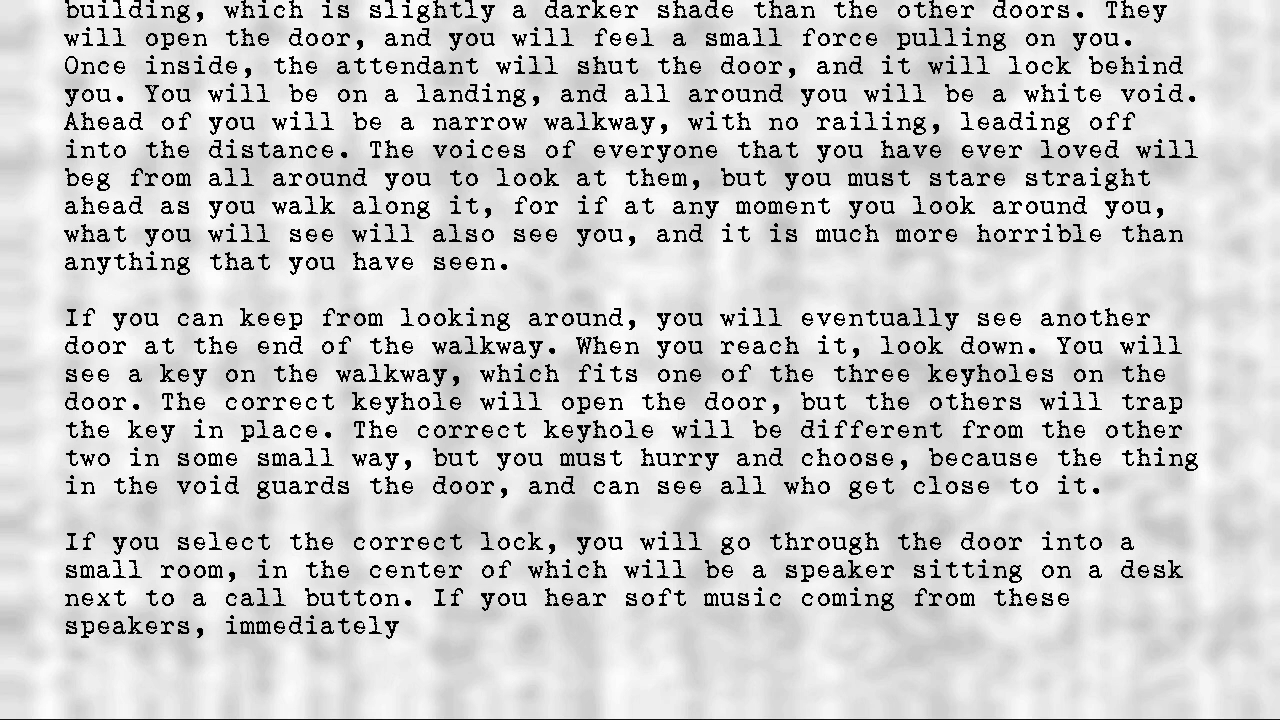 building, which is slightly a darker shade than the other doors. They
will open the door, and you will feel a small force pulling on you.
Once inside, the attendant will shut the door, and it will lock behind
you. You will be on a landing, and all around you will be a white void.
Ahead of you will be a narrow walkway, with no railing, leading off
into the distance. The voices of everyone that you have ever loved will
beg from all around you to look at them, but you must stare straight
ahead as you walk along it, for if at any moment you look around you,
what you will see will also see you, and it is much more horrible than
anything that you have seen.

If you can keep from looking around, you will eventually see another
door at the end of the walkway. When you reach it, look down. You will
see a key on the walkway, which fits one of the three keyholes on the
door. The correct keyhole will open the door, but the others will trap
the key in place. The correct keyhole will be different from the other
two in some small way, but you must hurry and choose, because the thing
in the void guards the door, and can see all who get close to it.

If you select the correct lock, you will go through the door into a
small room, in the center of which will be a speaker sitting on a desk
next to a call button. If you hear soft music coming from these
speakers, immediately